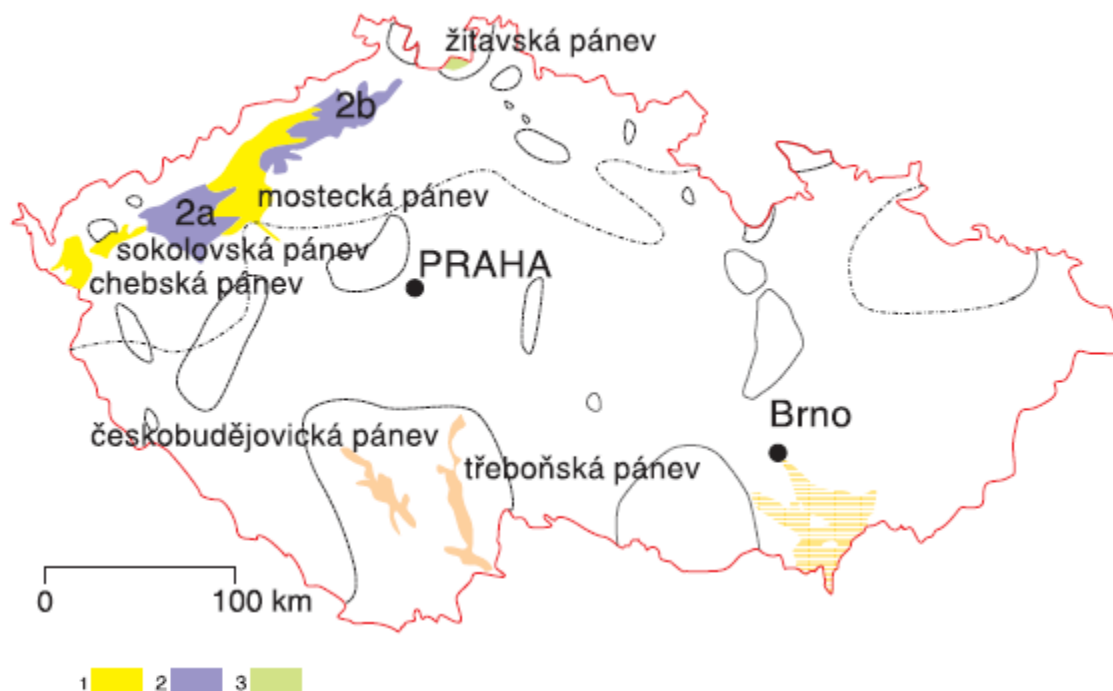 žitavská pánev
2b
2a
mostecká pánev
sokolovská pánev
chebská pánev
PRAHA
Brno
českobudějovická pánev
třeboňská pánev
0 100 km
1 2 3